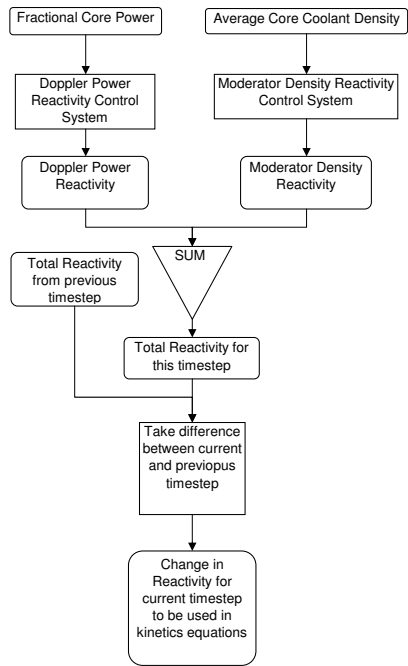 Fractional Core Power
Average Core Coolant Density
Doppler Power
Reactivity Control
System
Moderator Density Reactivity
Control System
Doppler Power
Reactivity
Moderator Density
Reactivity
SUM
Total Reactivity
from previous
timestep
Total Reactivity for
this timestep
Take difference
between current
and previopus
timestep
Change in
Reactivity for
current timestep
to be used in
kinetics equations